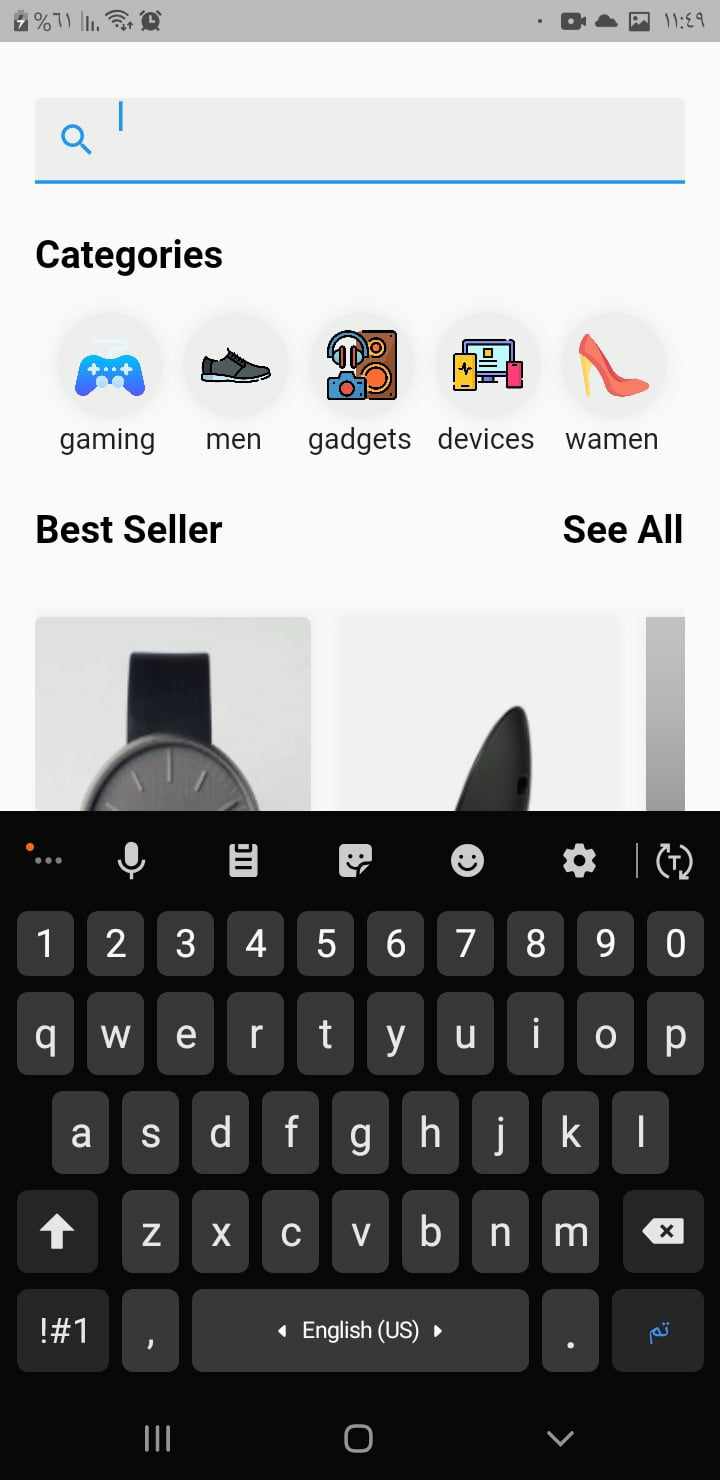 %٦١ ١١:٤٩
Categories
gaming men gadgets devices wamen
Best Seller See All
T
1 2 3 4 5 6 7 8 9 0
q w e r t y u i o p
a s d f g h j k l
z x c v b n m
!#1 , English (US) . تم